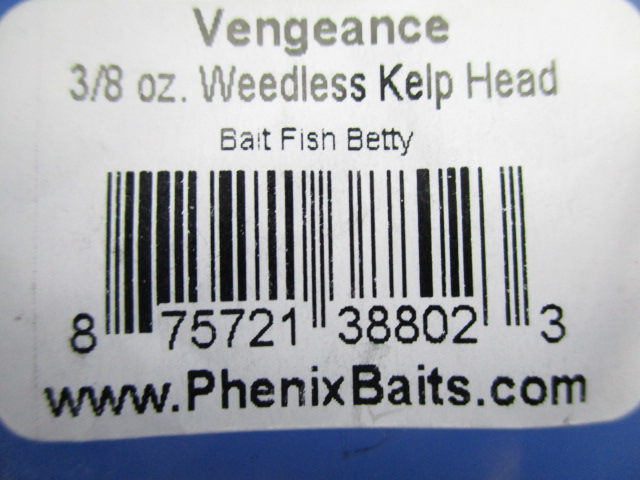 Vengeance
3/8 oz. Weedless Kelp Head
Bait Fish Betty
8 75721 38802 3
www.PhenixBaits.com